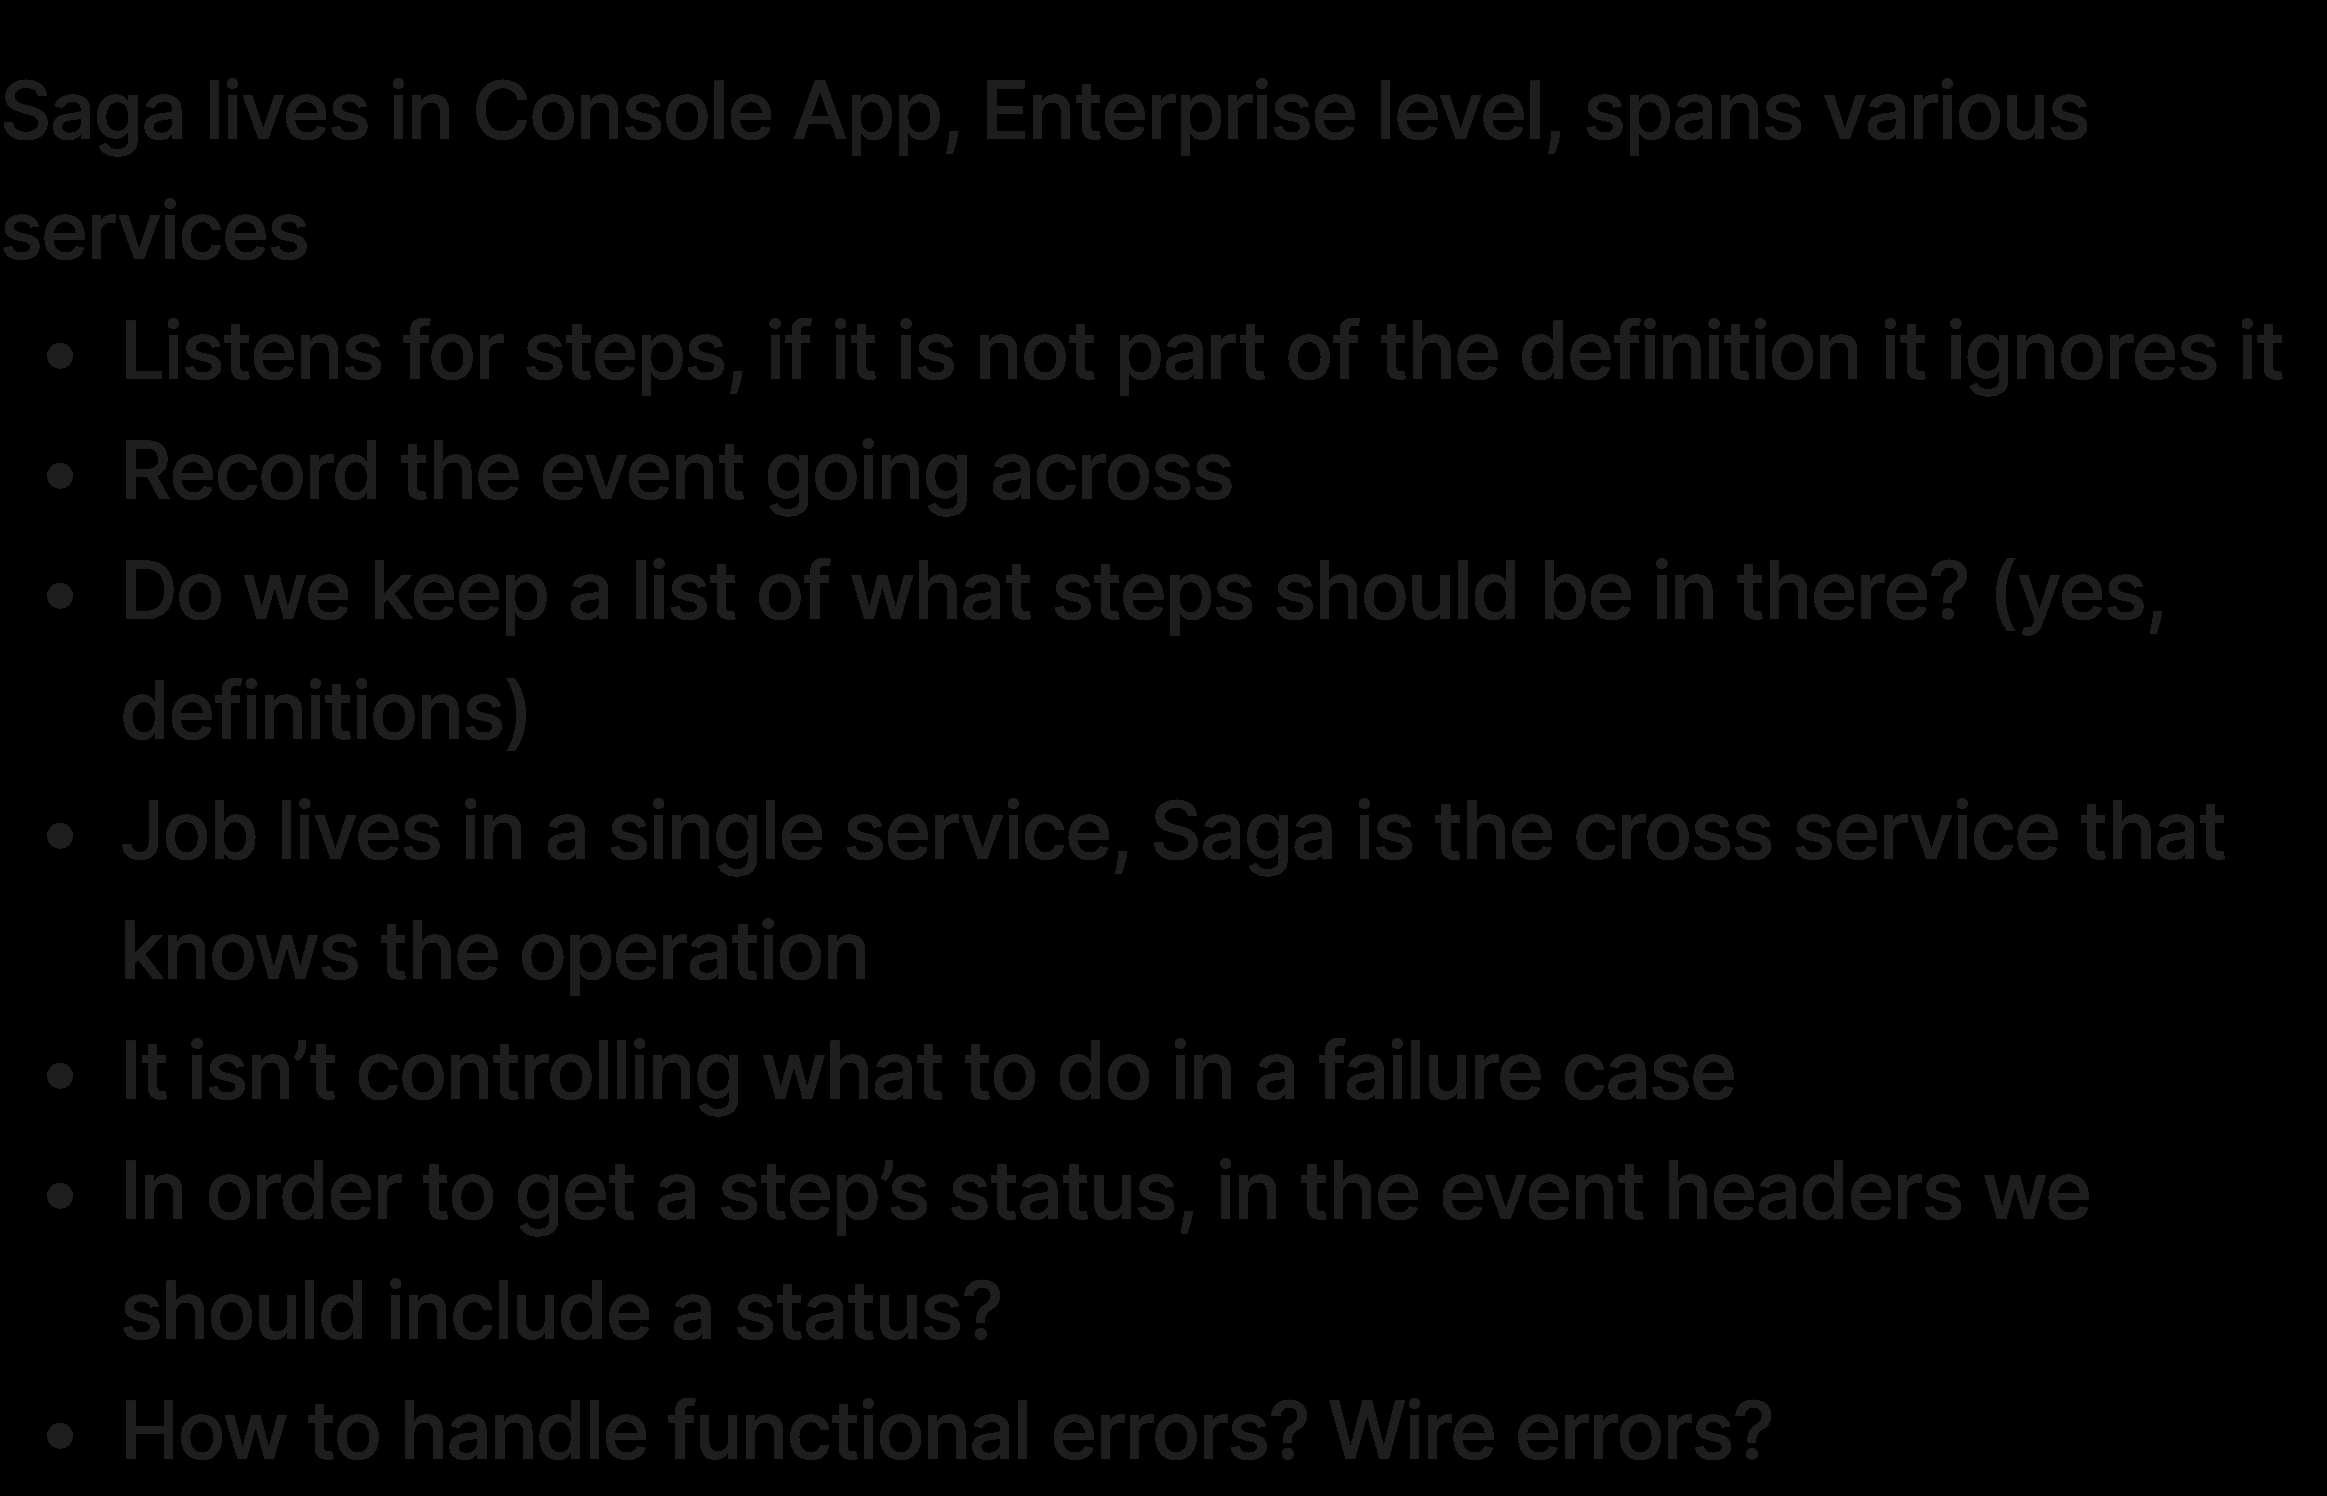 Saga lives in Console App, Enterprise level, spans various
services
• Listens for steps, if it is not part of the definition it ignores it
• Record the event going across
• Do we keep a list of what steps should be in there? (yes,
definitions)
• Job lives in a single service, Saga is the cross service that
knows the operation
• It isn’t controlling what to do in a failure case
• In order to get a step’s status, in the event headers we
should include a status?
• How to handle functional errors? Wire errors?